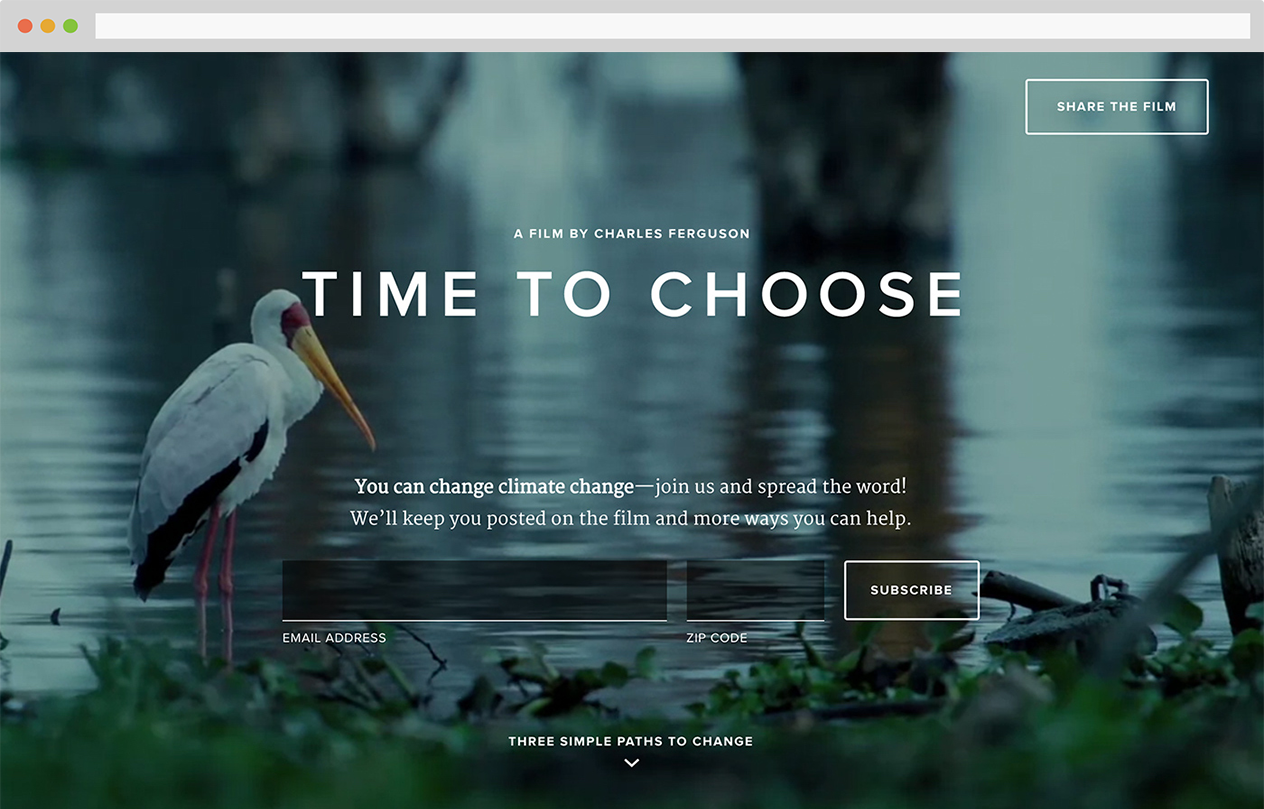 SHARE THE FILM
A FILM BY CHARLES FERGUSON
TIME TO CHOOSE
You can change climate change—join us and spread the word!
We’ll keep you posted on the film and more ways you can help.
SUBSCRIBE
EMAIL ADDRESS
ZIP CODE
THREE SIMPLE PATHS TO CHANGE